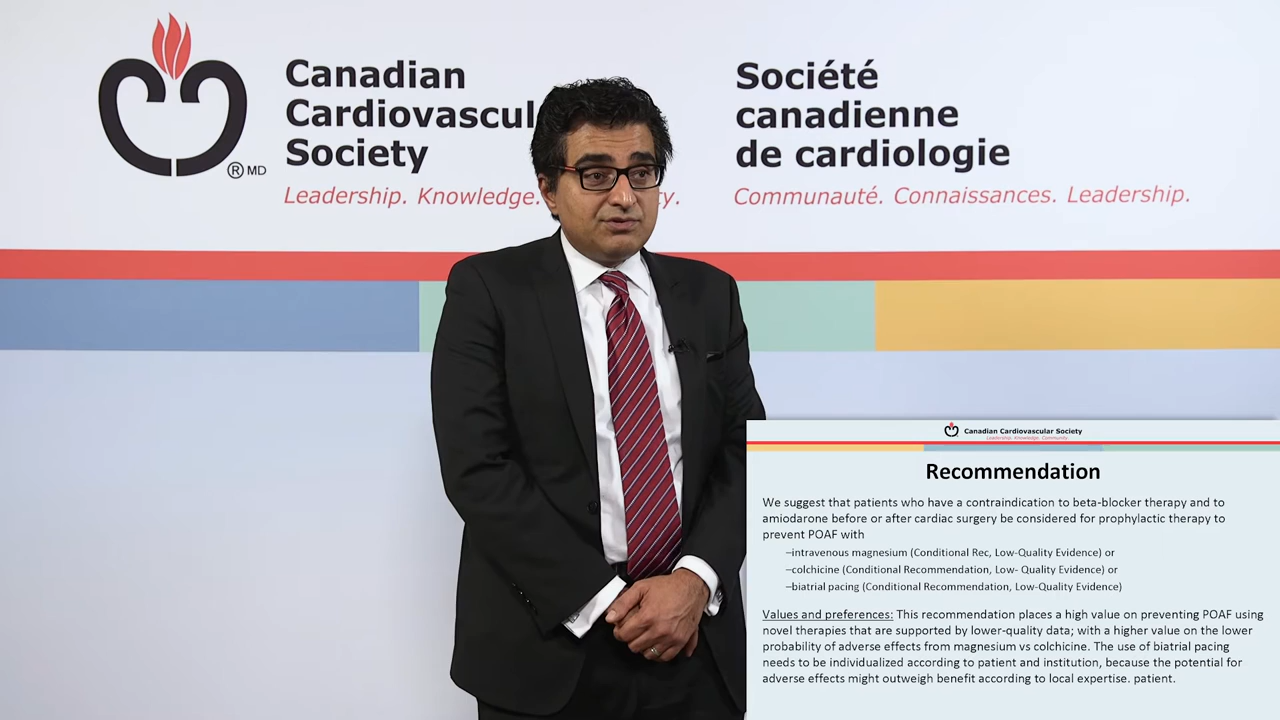 Canadian
Cardiovascul
Society
® MD
Leadership. Knowledge. ty.
Société
canadienne
de cardiologie
Communauté. Connaissances. Leadership.
Canadian Cardiovascular Society
Leadership. Knowledge. Community.
Recommendation
We suggest that patients who have a contraindication to beta-blocker therapy and to
amiodarone before or after cardiac surgery be considered for prophylactic therapy to
prevent POAF with
–intravenous magnesium (Conditional Rec, Low-Quality Evidence) or
–colchicine (Conditional Recommendation, Low- Quality Evidence) or
–biatrial pacing (Conditional Recommendation, Low-Quality Evidence)
Values and preferences: This recommendation places a high value on preventing POAF using
novel therapies that are supported by lower-quality data; with a higher value on the lower
probability of adverse effects from magnesium vs colchicine. The use of biatrial pacing
needs to be individualized according to patient and institution, because the potential for
adverse effects might outweigh benefit according to local expertise. patient.